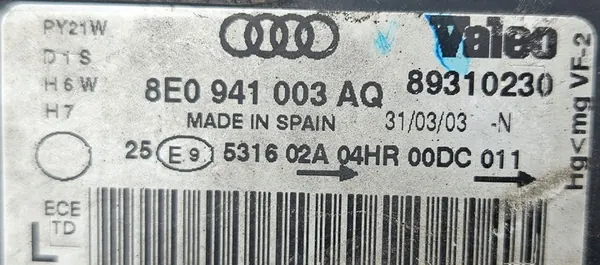 PY21W
D1S
H6W
H7
Valeo
8E0 941 003 AQ
89310230
MADE IN SPAIN
31/03/03 -N
25 E9 5316 02A 04HR 00DC 011
Hg<mg VF-2
ECE
TD
L